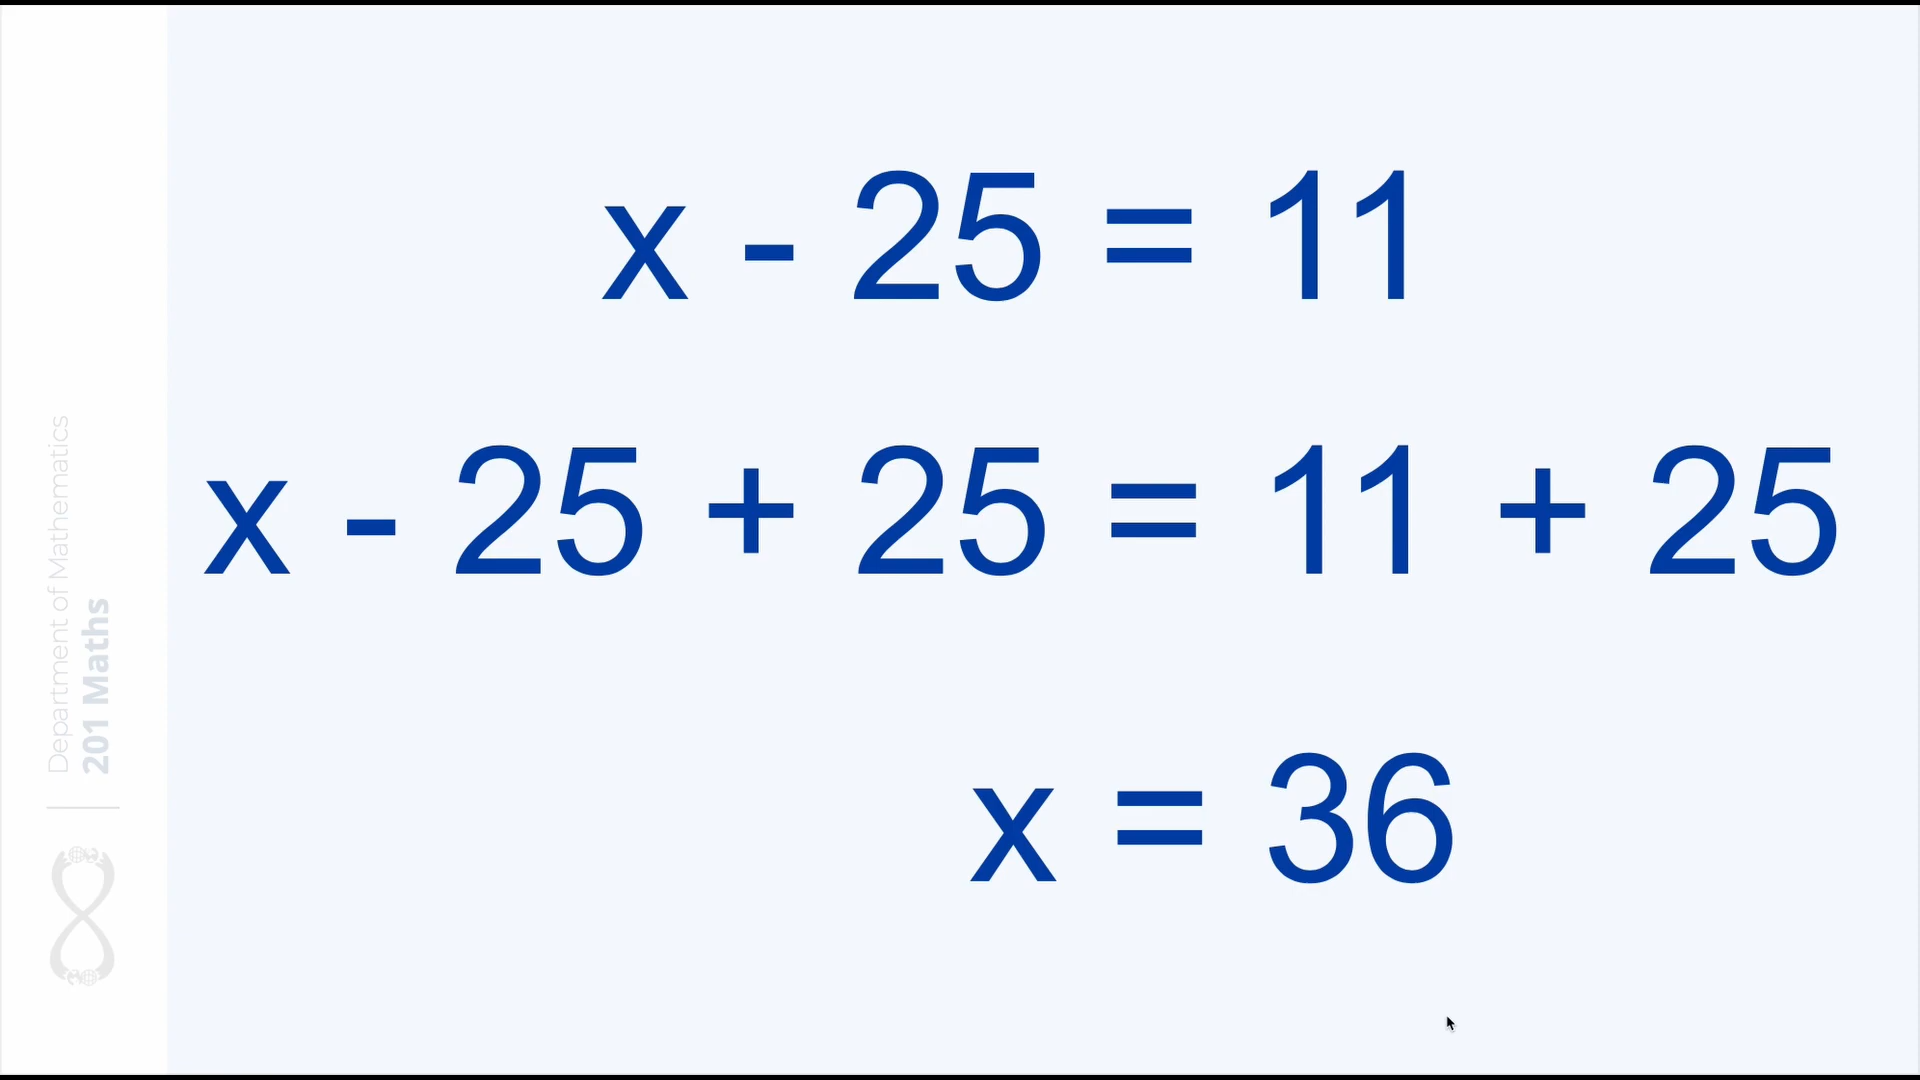 x - 25 = 11
x - 25 + 25 = 11 + 25
x = 36
Department of Mathematics
201 Maths